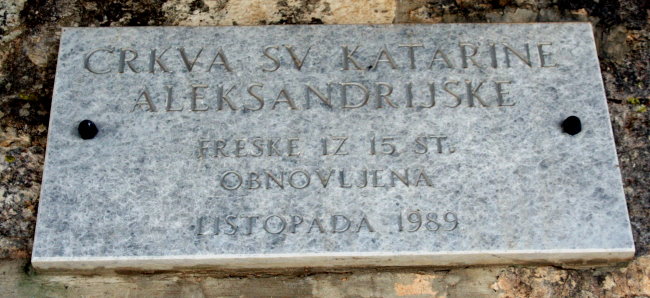 CRKVA SV. KATARINE
ALEKSANDRIJSKE
FRESKE IZ 15. ST.
OBNOVLJENA
LISTOPADA 1989